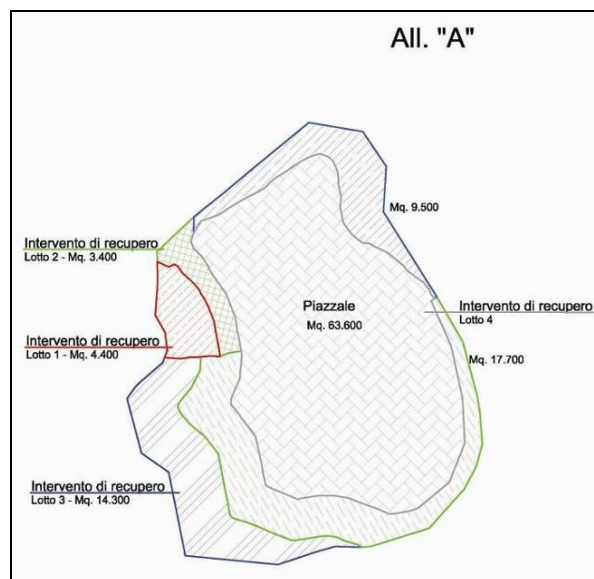 All. "A"
Mq. 9.500
Intervento di recupero
Lotto 2 - Mq. 3.400
Piazzale
Mq. 63.600
Intervento di recupero
Lotto 4
Intervento di recupero
Lotto 1 - Mq. 4.400
Mq. 17.700
Intervento di recupero
Lotto 3 - Mq. 14.300